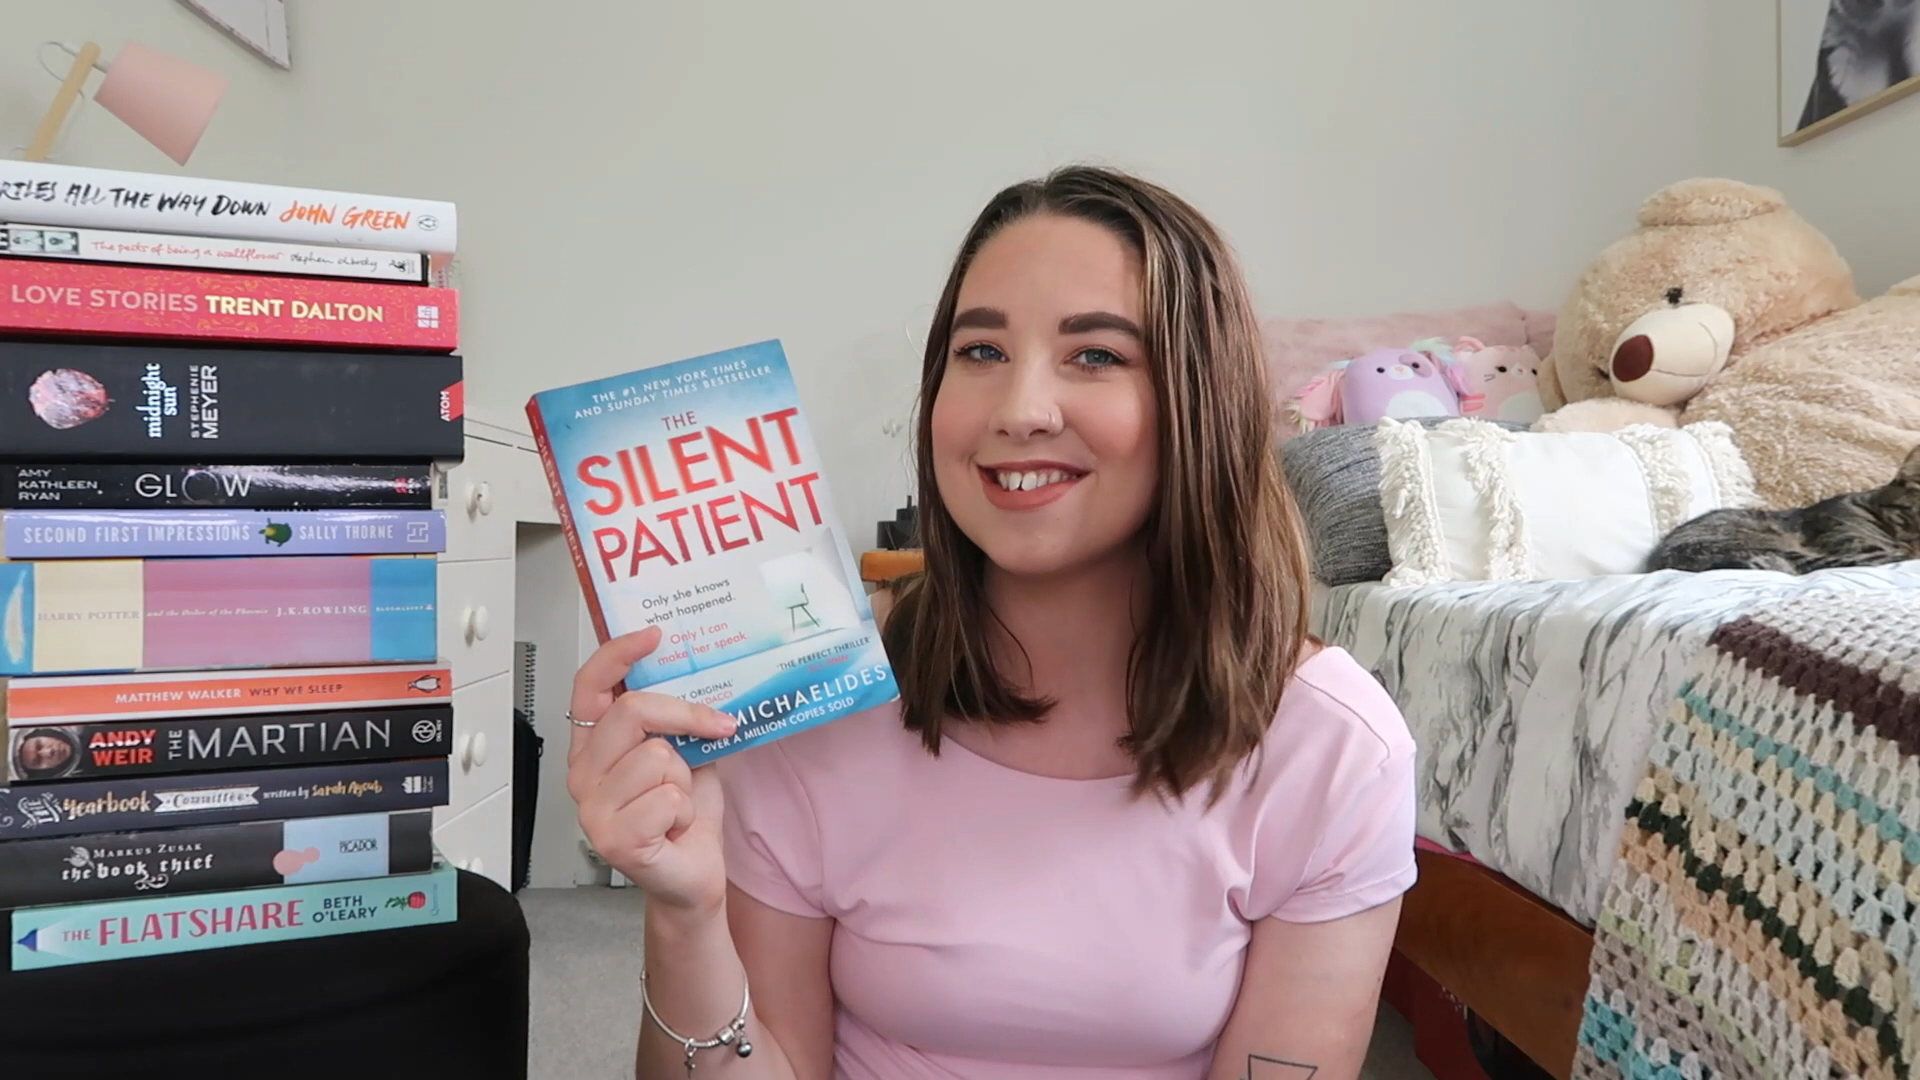 RTLES ALL THE WAY DOWN JOHN GREEN
The perks of being a wallflower stephen chbosky
LOVE STORIES TRENT DALTON
midnight sun STEPHENIE MEYER ATOM
AMY KATHLEEN RYAN GLOW
SECOND FIRST IMPRESSIONS SALLY THORNE
HARRY POTTER and the Order of the Phoenix J.K.ROWLING BLOOMSBURY
MATTHEW WALKER WHY WE SLEEP
ANDY WEIR THE MARTIAN
THE Yearbook Committee written by Sarah Ayoub
MARKUS ZUSAK the book thief PICADOR
THE FLATSHARE BETH O'LEARY
THE #1 NEW YORK TIMES
AND SUNDAY TIMES BESTSELLER
THE
SILENT
PATIENT
Only she knows
what happened.
Only I can
make her speak.
'THE PERFECT THRILLER'
Y ORIGINAL'
LDACCI
MICHAELIDES
OVER A MILLION COPIES SOLD
SILENT PATIENT